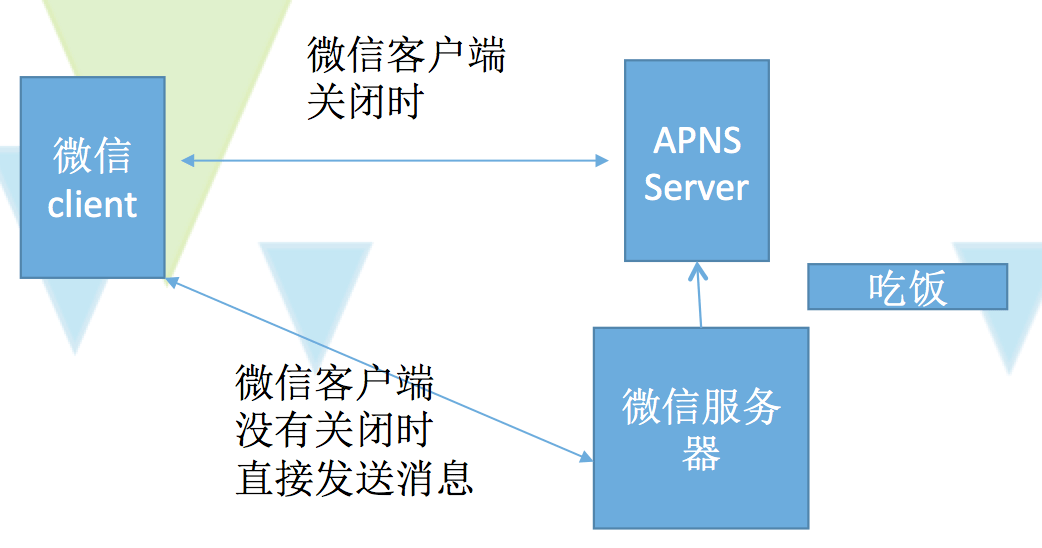 微信客户端
关闭时
微信
client
APNS
Server
吃饭
微信客户端
没有关闭时
直接发送消息
微信服务
器